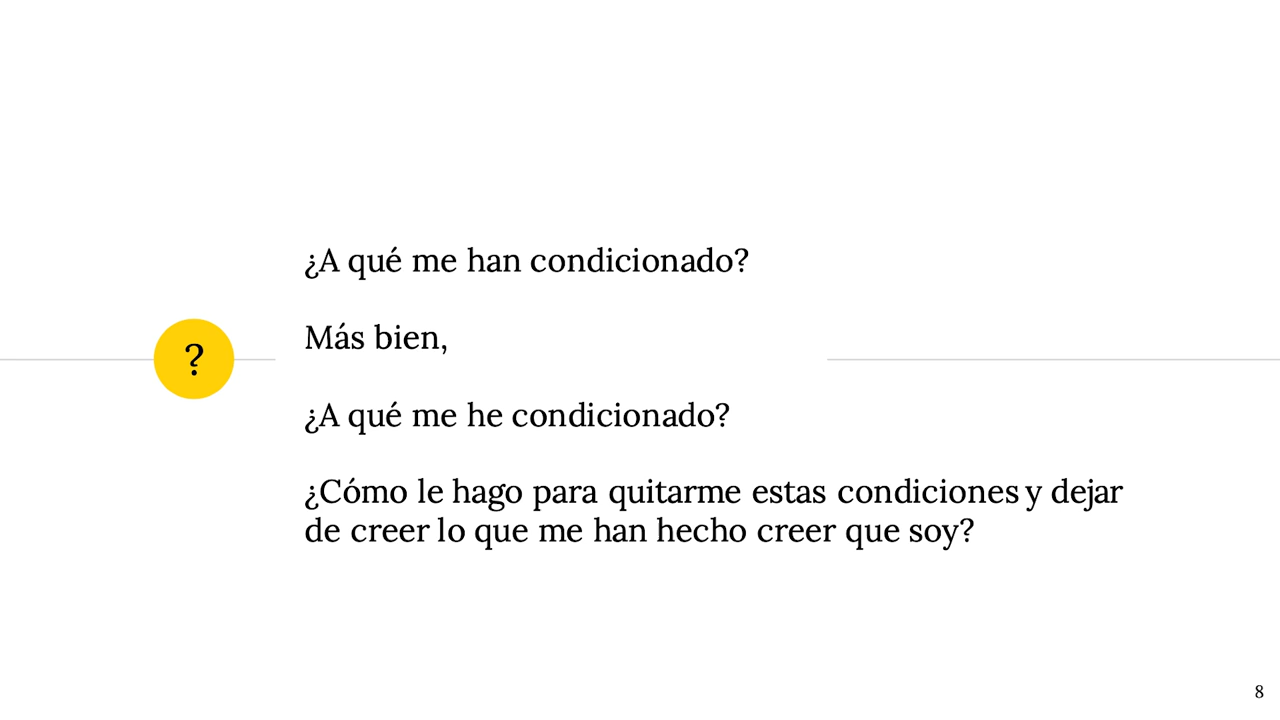 ¿A qué me han condicionado?
Más bien,
?
¿A qué me he condicionado?
¿Cómo le hago para quitarme estas condiciones y dejar
de creer lo que me han hecho creer que soy?
8